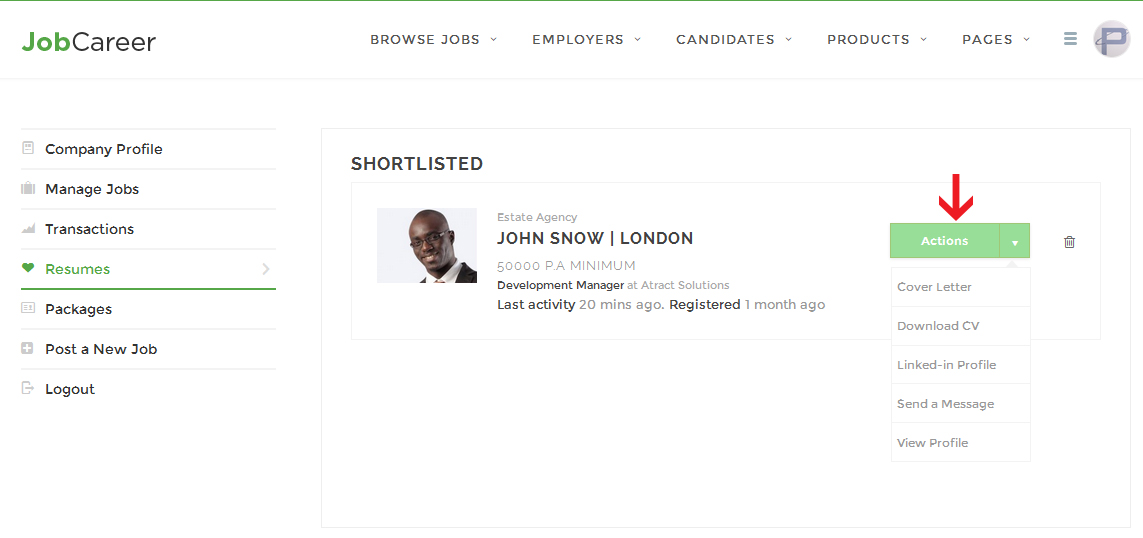 JobCareer
BROWSE JOBS EMPLOYERS CANDIDATES PRODUCTS PAGES
P
Company Profile
Manage Jobs
Transactions
Resumes
Packages
Post a New Job
Logout
SHORTLISTED
Estate Agency
JOHN SNOW | LONDON
50000 P.A MINIMUM
Development Manager at Atract Solutions
Last activity 20 mins ago. Registered 1 month ago
Actions
Cover Letter
Download CV
Linked-in Profile
Send a Message
View Profile